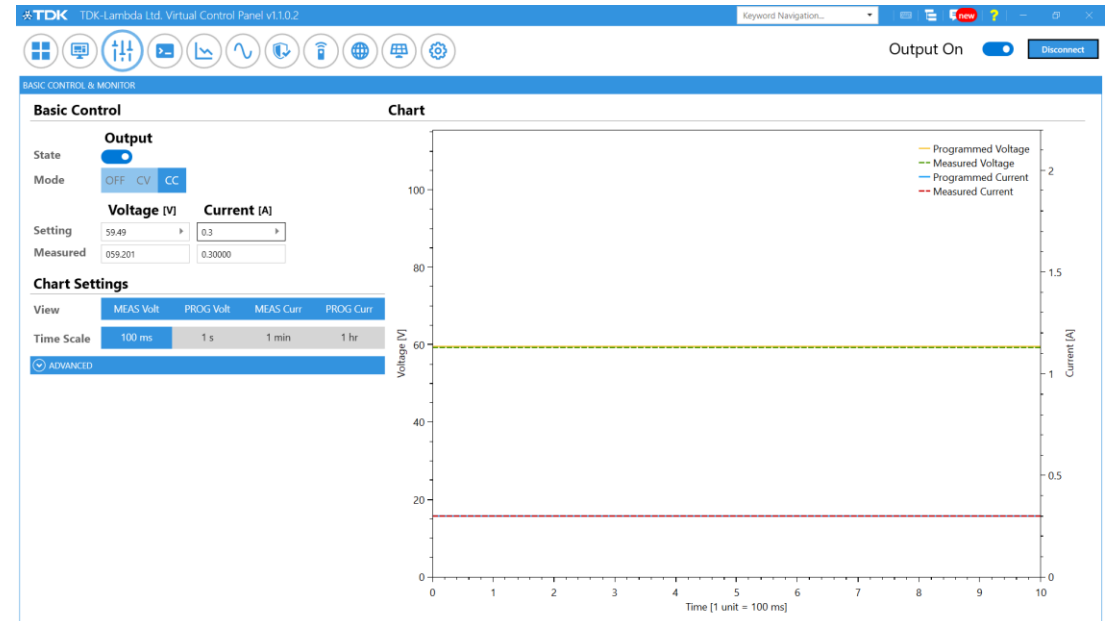 TDK TDK-Lambda Ltd. Virtual Control Panel v1.1.0.2 Keyword Navigation... new ?
Output On Disconnect
BASIC CONTROL & MONITOR
Basic Control
Output
State
Mode OFF CV CC
Voltage [V] Current [A]
Setting 59.49 0.3
Measured 059.201 0.30000
Chart Settings
View MEAS Volt PROG Volt MEAS Curr PROG Curr
Time Scale 100 ms 1 s 1 min 1 hr
ADVANCED
Chart
Programmed Voltage
Measured Voltage
Programmed Current
Measured Current
Voltage [V]
100
80
60
40
20
0
Current [A]
2
1.5
1
0.5
0
0 1 2 3 4 5 6 7 8 9 10
Time [1 unit = 100 ms]